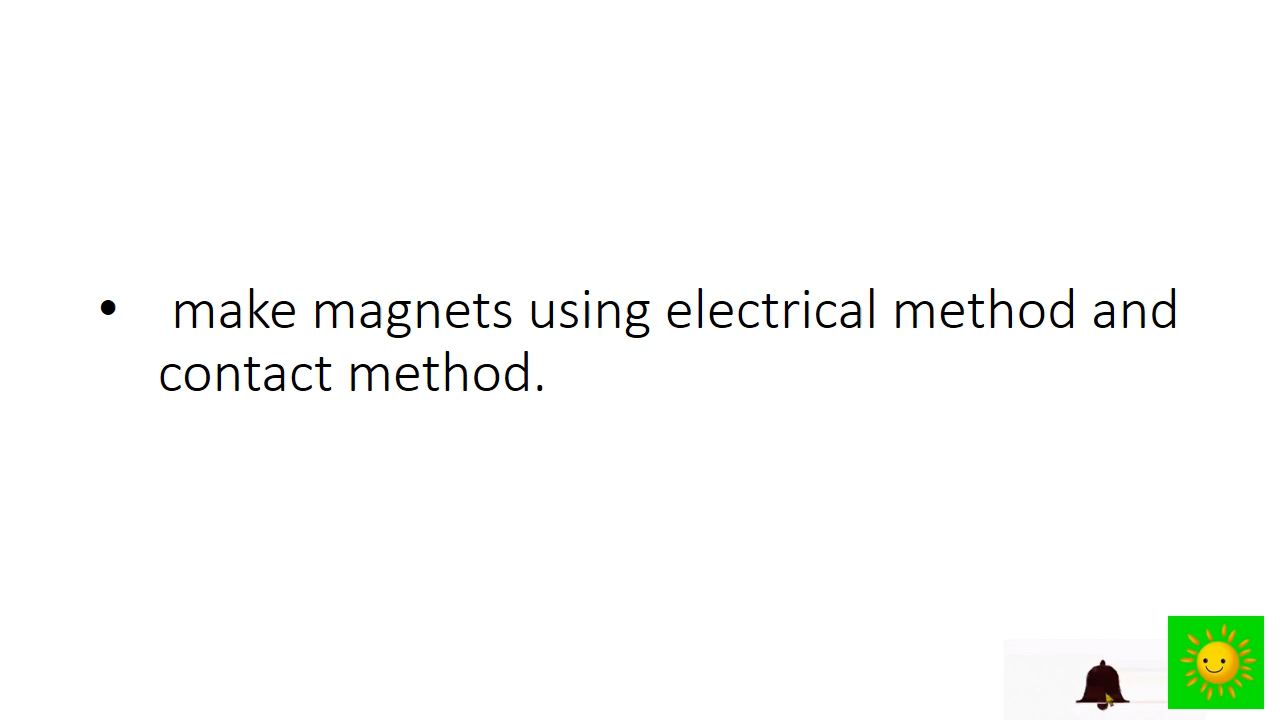 • make magnets using electrical method and
contact method.